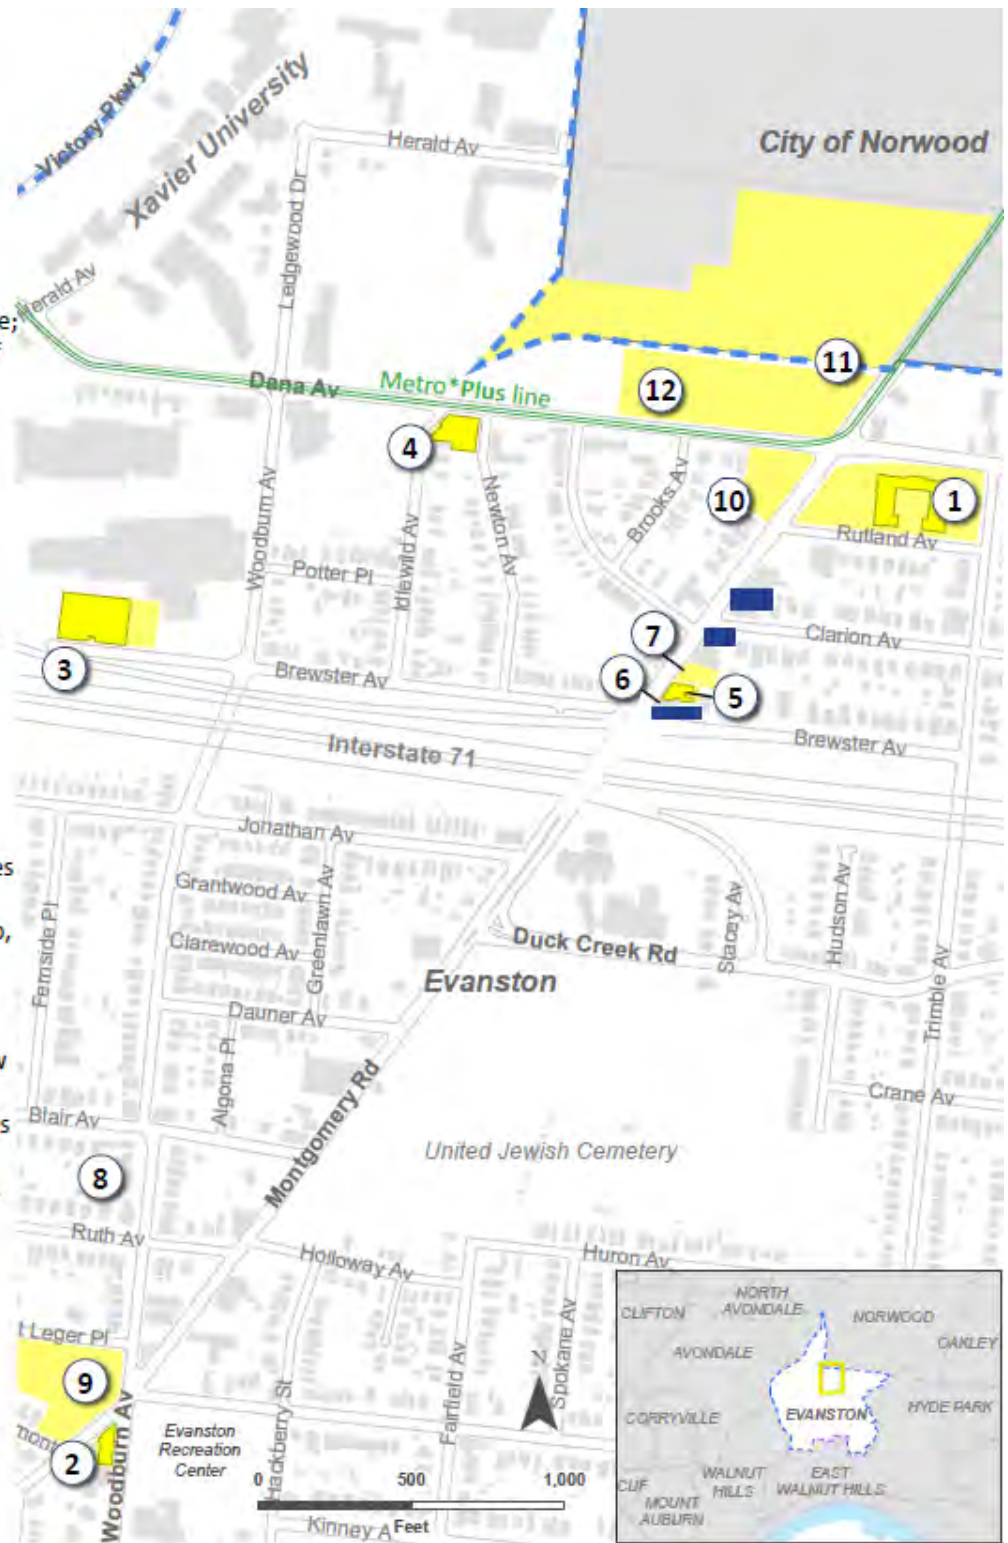 Victory Pkwy
Xavier University
Herald Av
City of Norwood
Ledgewood Dr
Herald Av
e;
Dana Av
Metro*Plus line
11
12
4
10
1
Woodburn Av
Idlewild Av
Newton Av
Brooks Av
Rutland Av
Potter Pl
7
Clarion Av
3
Brewster Av
6
5
Interstate 71
Brewster Av
Jonathan Av
es
Grantwood Av
Greenlawn Av
Stacey Av
Hudson Av
o,
Clarewood Av
Duck Creek Rd
Fernside Pl
Evanston
Trimble Av
Dauner Av
w
Algona Pl
Montgomery Rd
Crane Av
Blair Av
s
United Jewish Cemetery
8
Ruth Av
Holloway Av
Huron Av
t Leger Pl
Fairfield Av
Spokane Av
N
9
Evanston
Recreation
Center
mont
2
Woodburn Av
Hackberry St
0 500 1,000
Feet
Kinney A
NORTH
AVONDALE
CLIFTON
NORWOOD
OAKLEY
AVONDALE
HYDE PARK
CORRYVILLE
EVANSTON
WALNUT
HILLS
EAST
WALNUT HILLS
CUF
MOUNT
AUBURN